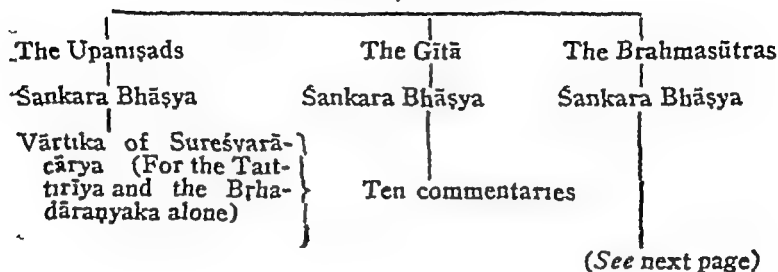 The Upaniṣads The Gītā The Brahmasūtras
Śankara Bhāṣya Śankara Bhāṣya Śankara Bhāṣya
Vārtika of Sureśvarā-
cārya (For the Tait-
tirīya and the Bṛha-
dāraṇyaka alone)
Ten commentaries
(See next page)